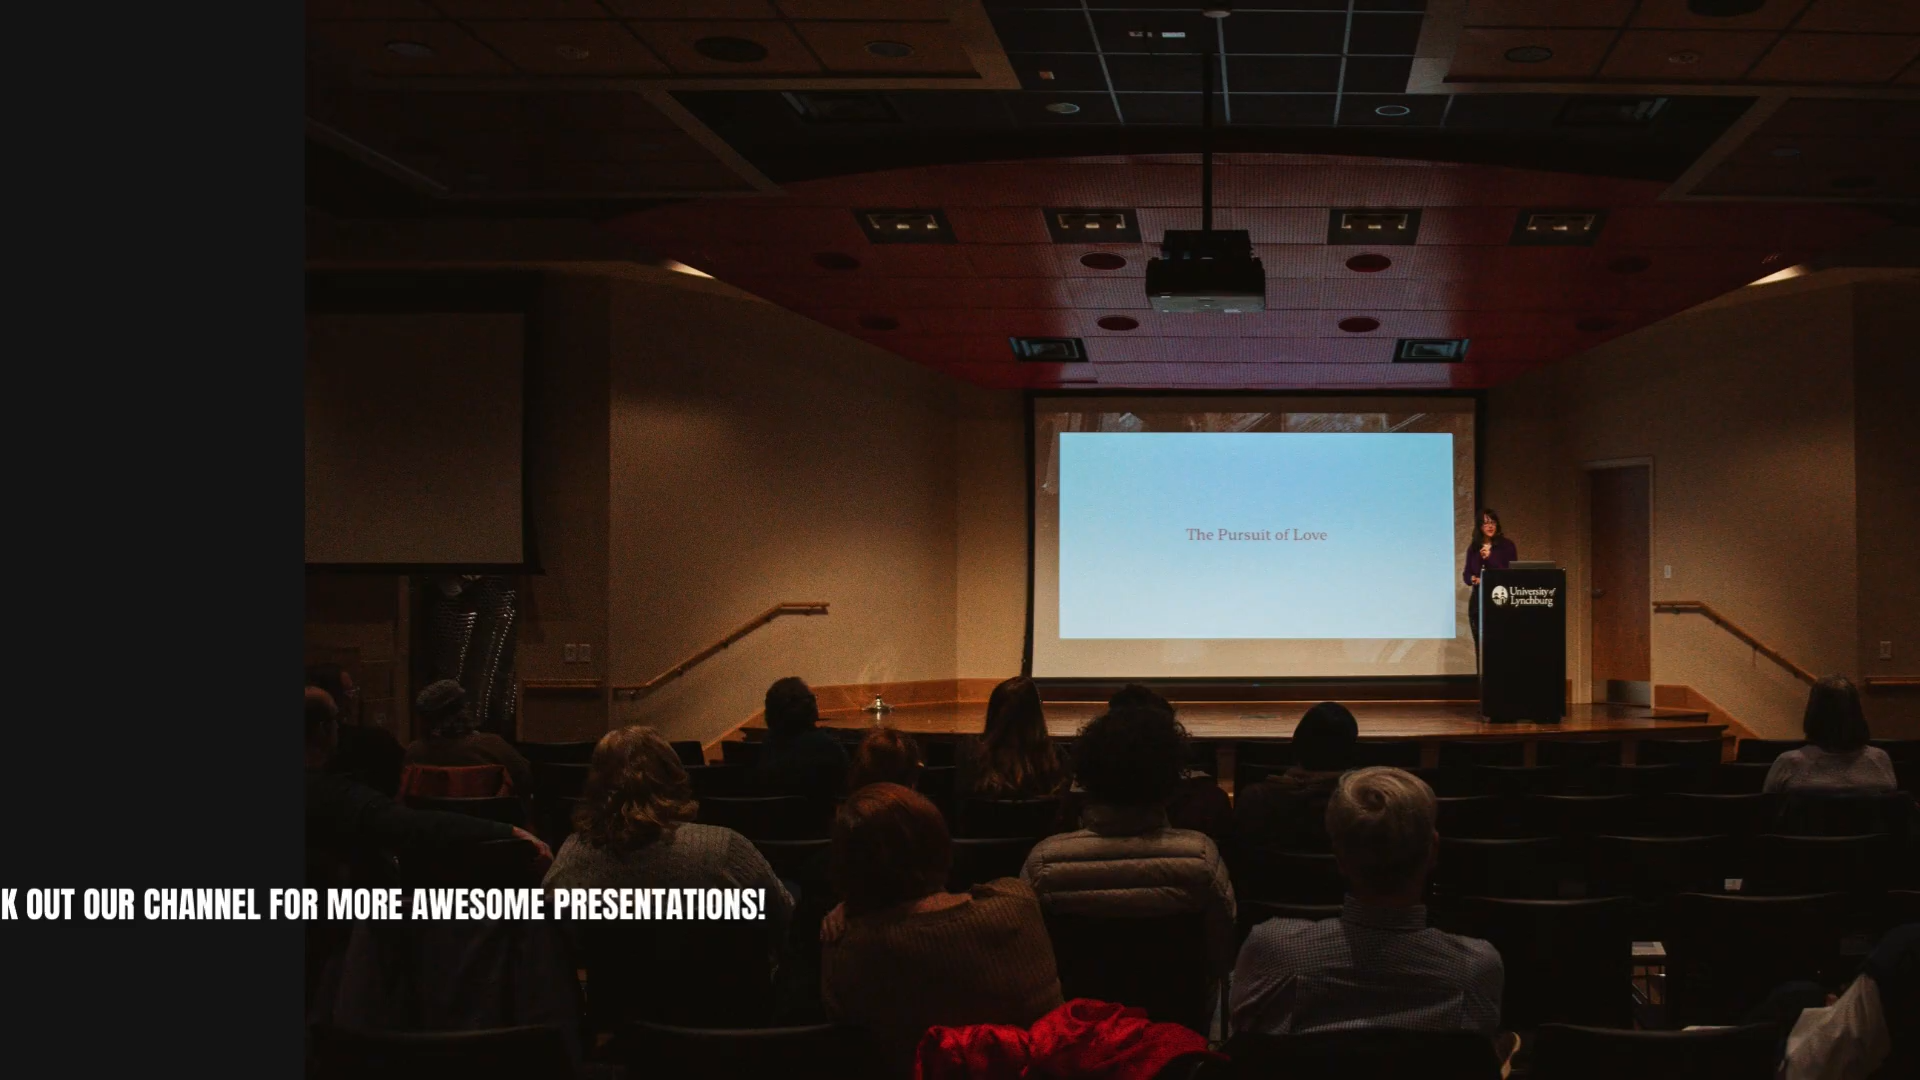 The Pursuit of Love
University of
Lynchburg
K OUT OUR CHANNEL FOR MORE AWESOME PRESENTATIONS!